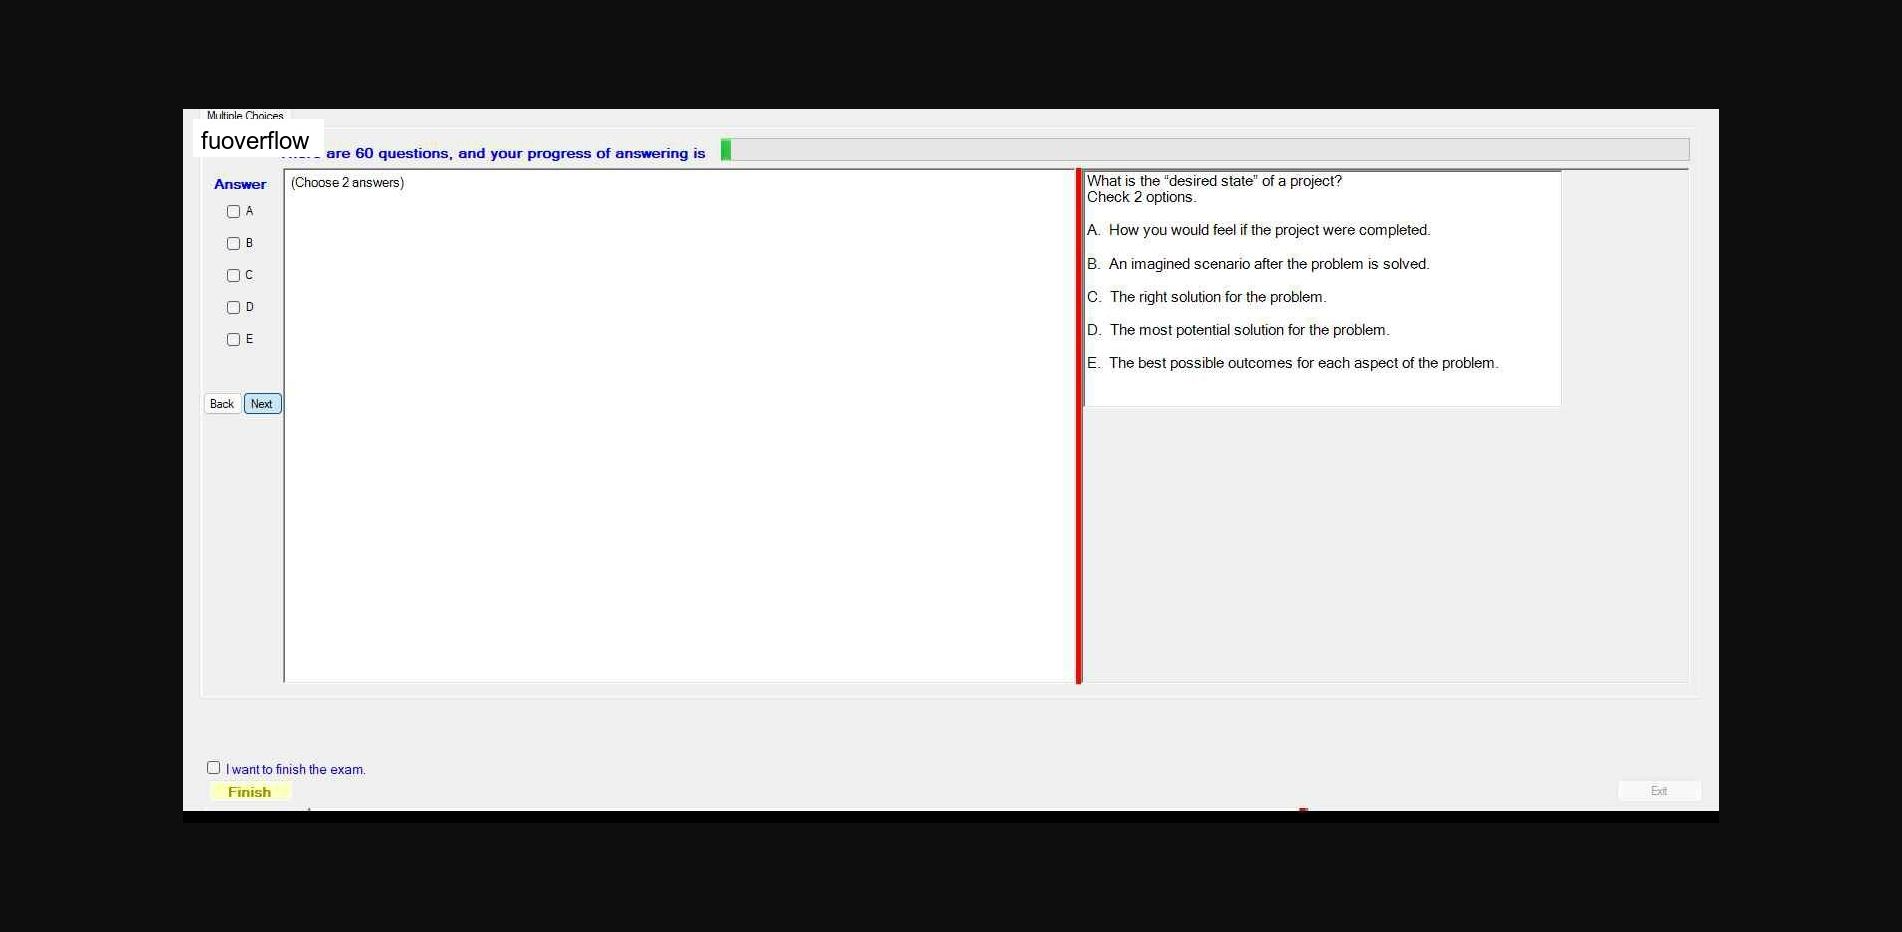 Multiple Choices
fuoverflow
are 60 questions, and your progress of answering is
Answer
(Choose 2 answers)
A
B
C
D
E
Back
Next
What is the “desired state” of a project?
Check 2 options.
A. How you would feel if the project were completed.
B. An imagined scenario after the problem is solved.
C. The right solution for the problem.
D. The most potential solution for the problem.
E. The best possible outcomes for each aspect of the problem.
I want to finish the exam.
Finish
Exit